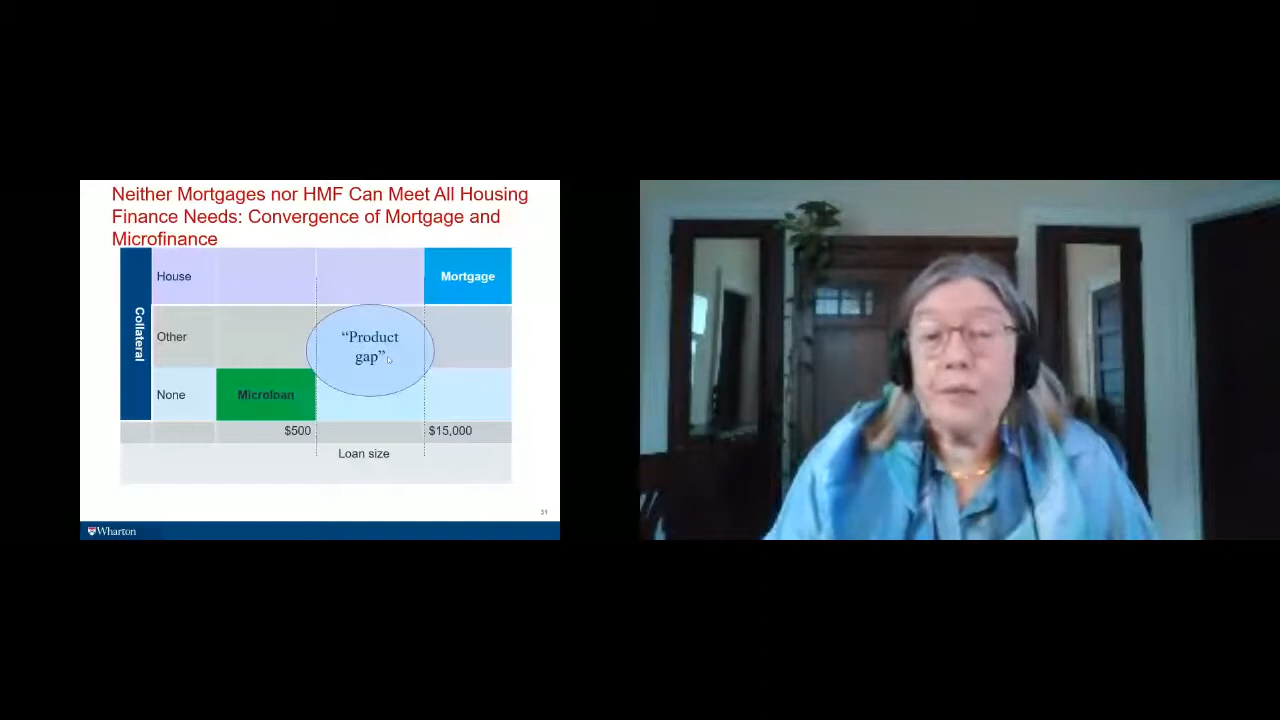 Neither Mortgages nor HMF Can Meet All Housing
Finance Needs: Convergence of Mortgage and
Microfinance
Collateral
House
Mortgage
Other
“Product
gap”
None
Microloan
$500
$15,000
Loan size
31
Wharton